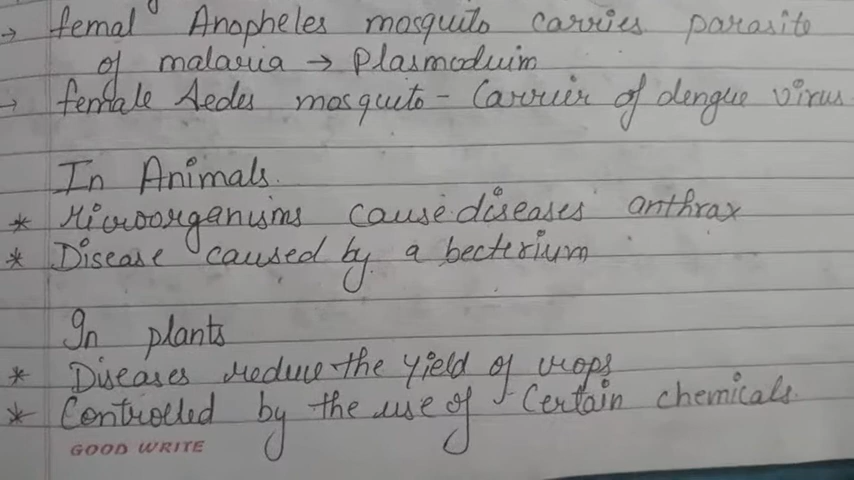 → femal Anopheles mosquito carries parasite
of malaria → Plasmoduim
→ female Aedes mosquito - Carrier of dengue virus
In Animals.
* Microorganisms cause diseases anthrax
* Disease caused by a becterium
In plants
* Diseases reduce the yield of crops
* Controlled by the use of Certain chemicals.
GOOD WRITE